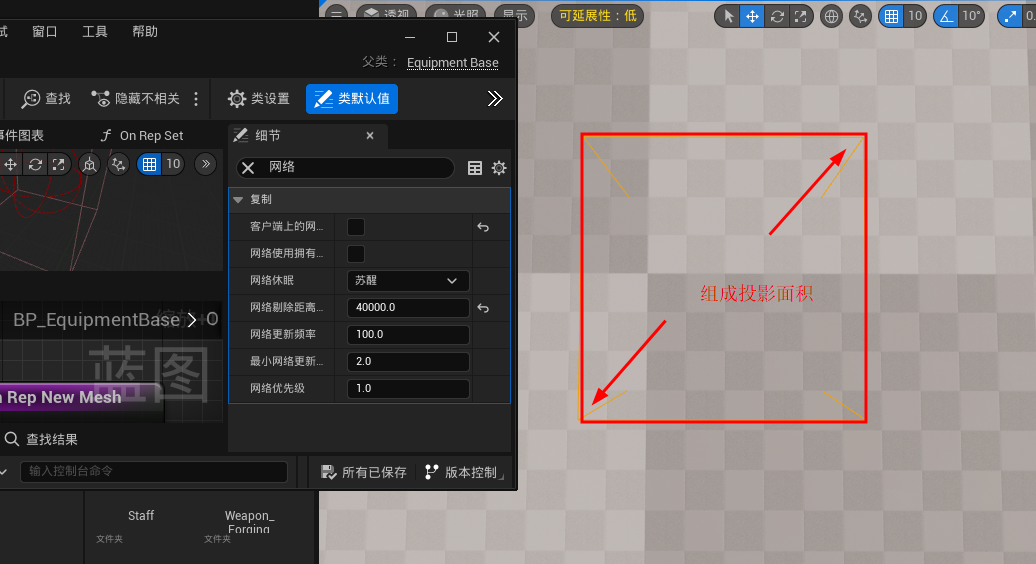 试 窗口 工具 帮助
父类： Equipment Base
查找 隐藏不相关 类设置 类默认值
事件图表 On Rep Set 细节
10
网络
复制
客户端上的网...
网络使用拥有...
网络休眠 苏醒
网络剔除距离... 40000.0
网络更新频率 100.0
最小网络更新... 2.0
网络优先级 1.0
BP_EquipmentBase
蓝图
Rep New Mesh
查找结果
输入控制台命令 所有已保存 版本控制
Staff
文件夹
Weapon_
Forging
文件夹
透视 光照 显示 可延展性：低 10 10° 0.
组成投影面积